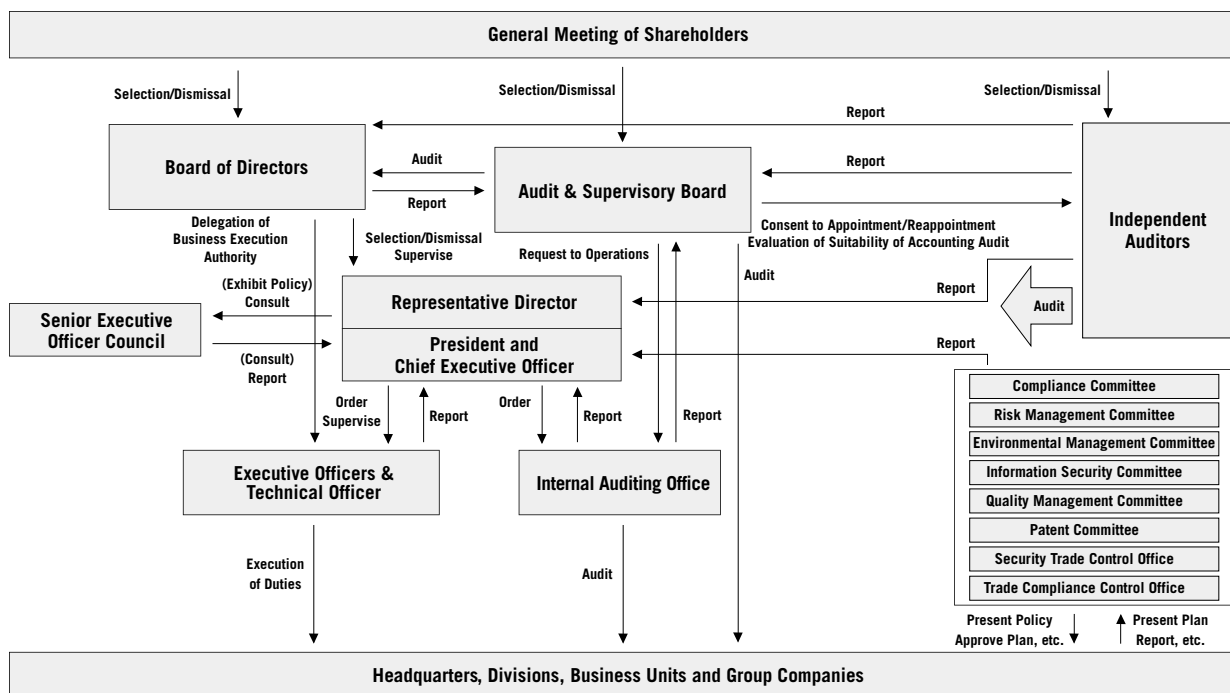 General Meeting of Shareholders
Selection/Dismissal
Selection/Dismissal
Selection/Dismissal
Report
Board of Directors
Audit
Report
Audit & Supervisory Board
Report
Independent
Auditors
Delegation of
Business Execution
Authority
Selection/Dismissal
Supervise
Consent to Appointment/Reappointment
Evaluation of Suitability of Accounting Audit
Request to Operations
Audit
(Exhibit Policy)
Consult
Representative Director
Report
Audit
Senior Executive
Officer Council
President and
Chief Executive Officer
Report
(Consult)
Report
Order
Supervise
Report
Order
Report
Report
Compliance Committee
Risk Management Committee
Environmental Management Committee
Information Security Committee
Quality Management Committee
Patent Committee
Security Trade Control Office
Trade Compliance Control Office
Executive Officers &
Technical Officer
Internal Auditing Office
Execution
of Duties
Audit
Present Policy
Approve Plan, etc.
Present Plan
Report, etc.
Headquarters, Divisions, Business Units and Group Companies